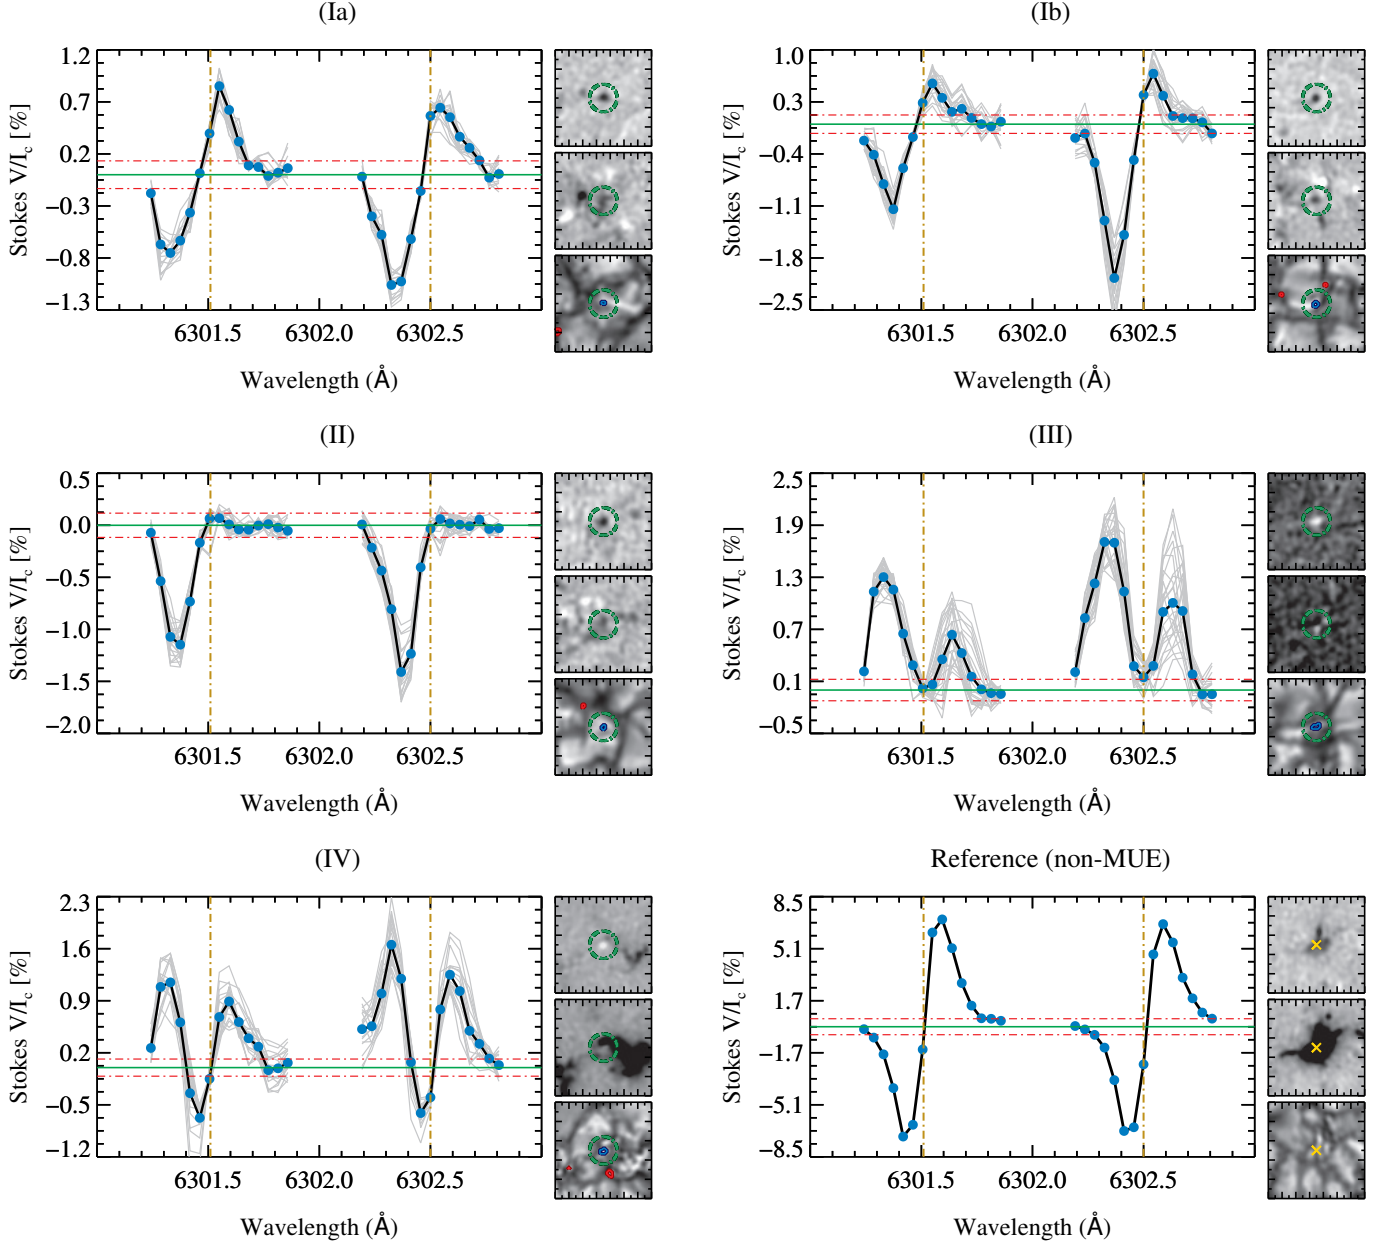 (Ia)
Stokes V/I_c [%]
1.2
0.7
0.2
−0.3
−0.8
−1.3
6301.5 6302.0 6302.5
Wavelength (Å)
(Ib)
Stokes V/I_c [%]
1.0
0.3
−0.4
−1.1
−1.8
−2.5
6301.5 6302.0 6302.5
Wavelength (Å)
(II)
Stokes V/I_c [%]
0.5
0.0
−0.5
−1.0
−1.5
−2.0
6301.5 6302.0 6302.5
Wavelength (Å)
(III)
Stokes V/I_c [%]
2.5
1.9
1.3
0.7
0.1
−0.5
6301.5 6302.0 6302.5
Wavelength (Å)
(IV)
Stokes V/I_c [%]
2.3
1.6
0.9
0.2
−0.5
−1.2
6301.5 6302.0 6302.5
Wavelength (Å)
Reference (non-MUE)
Stokes V/I_c [%]
8.5
5.1
1.7
−1.7
−5.1
−8.5
6301.5 6302.0 6302.5
Wavelength (Å)